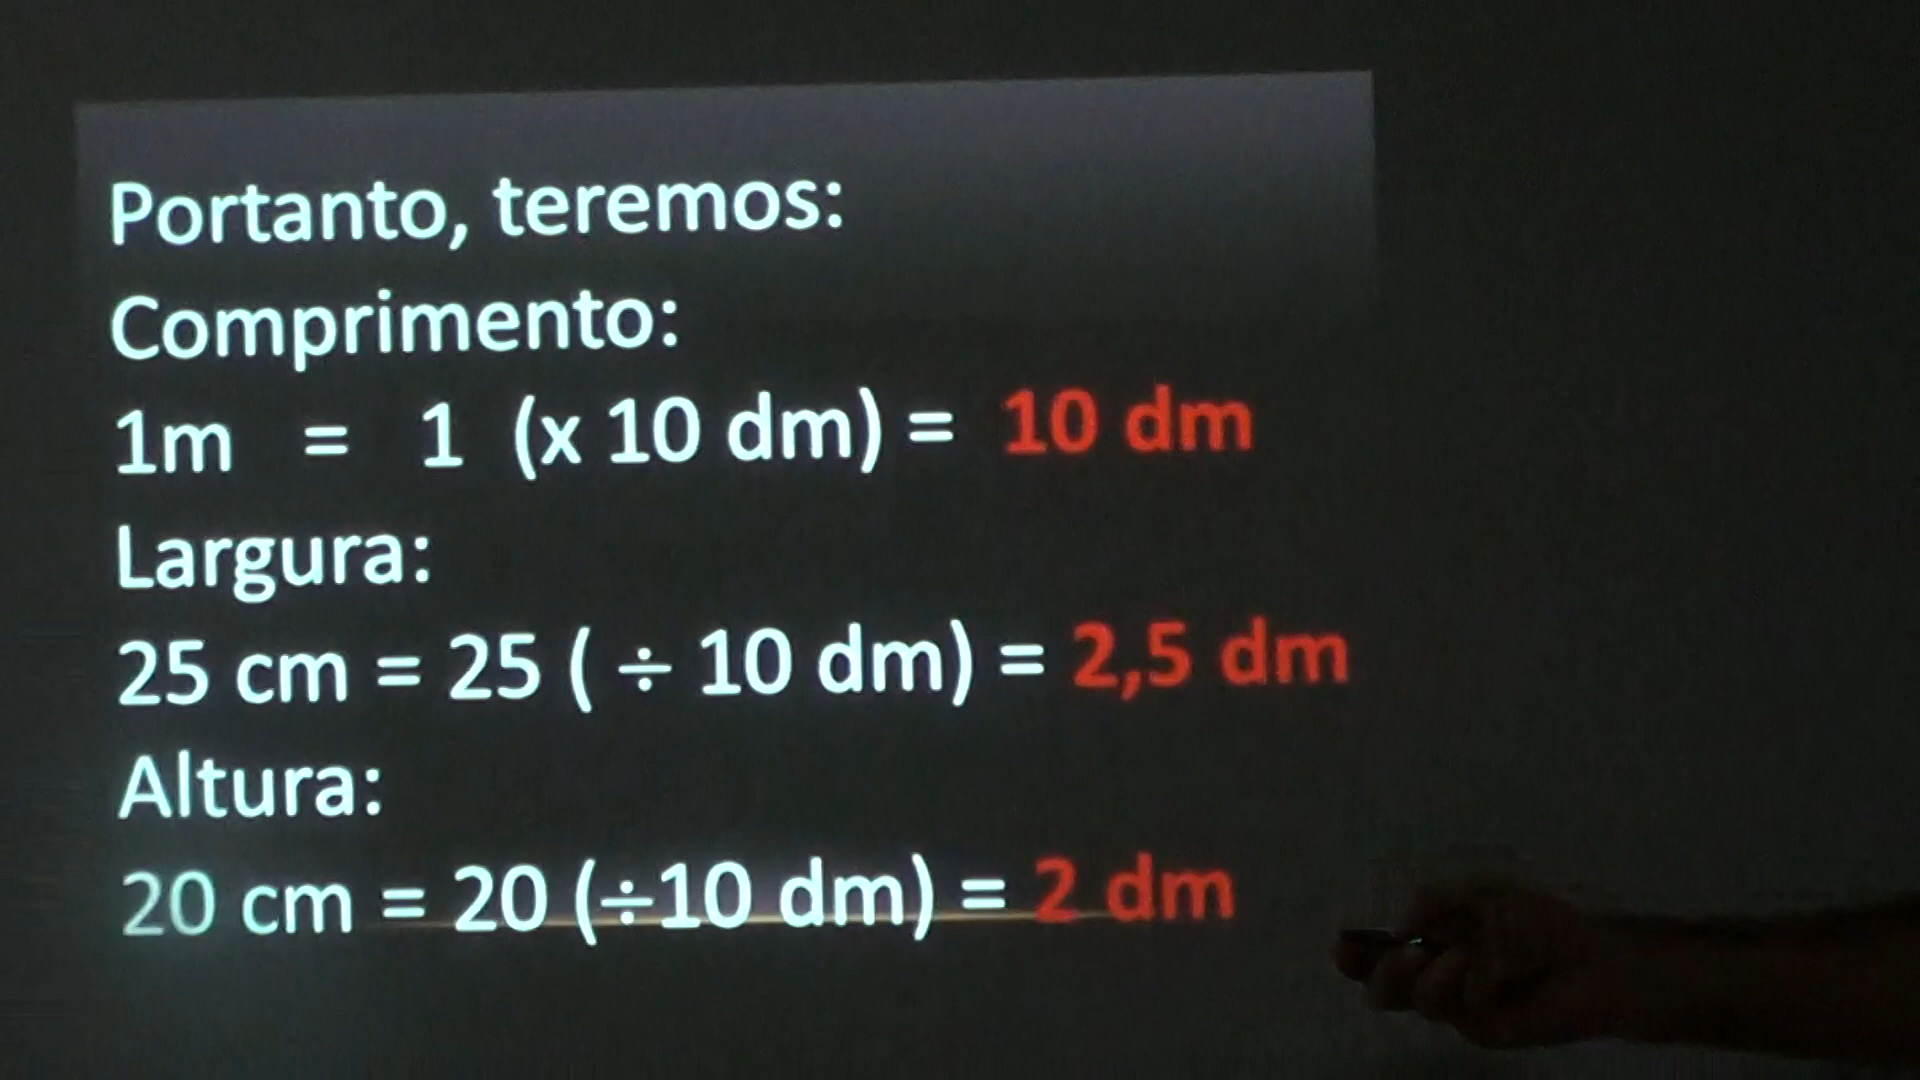 Portanto, teremos:
Comprimento:
1m = 1 (x 10 dm) = 10 dm
Largura:
25 cm = 25 ( ÷ 10 dm) = 2,5 dm
Altura:
20 cm = 20 (÷10 dm) = 2 dm